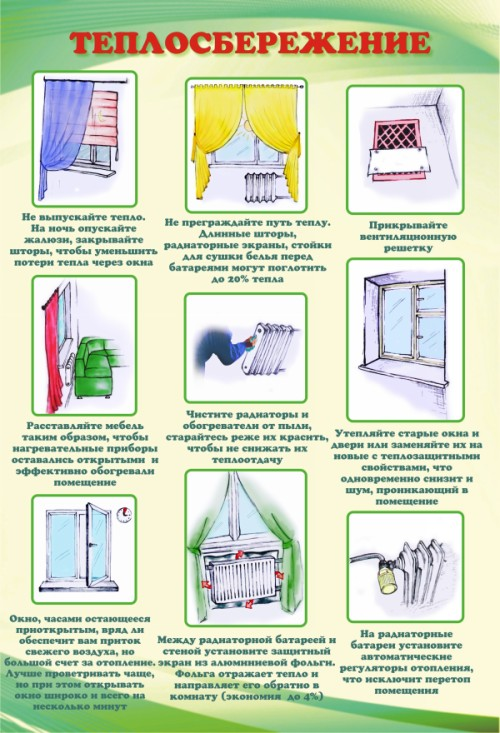 ТЕПЛОСБЕРЕЖЕНИЕ
Не выпускайте тепло.
На ночь опускайте
жалюзи, закрывайте
шторы, чтобы уменьшить
потери тепла через окна
Не преграждайте путь теплу.
Длинные шторы,
радиаторные экраны, стойки
для сушки белья перед
батареями могут поглотить
до 20% тепла
Прикрывайте
вентиляционную
решетку
Расставляйте мебель
таким образом, чтобы
нагревательные приборы
оставались открытыми и
эффективно обогревали
помещение
Чистите радиаторы и
обогреватели от пыли,
старайтесь реже их красить,
чтобы не снижать их
теплоотдачу
Утепляйте старые окна и
двери или заменяйте их на
новые с теплозащитными
свойствами, что
одновременно снизит и
шум, проникающий в
помещение
Окно, часами остающееся
приоткрытым, вряд ли
обеспечит вам приток
свежего воздуха, но
большой счет за отопление.
Лучше проветривать чаще,
но при этом открывать
окно широко и всего на
несколько минут
Между радиаторной батареей и
стеной установите защитный
экран из алюминиевой фольги.
Фольга отражает тепло и
направляет его обратно в
комнату (экономия до 4%)
На радиаторные
батареи установите
автоматические
регуляторы отопления,
что исключит перетоп
помещения